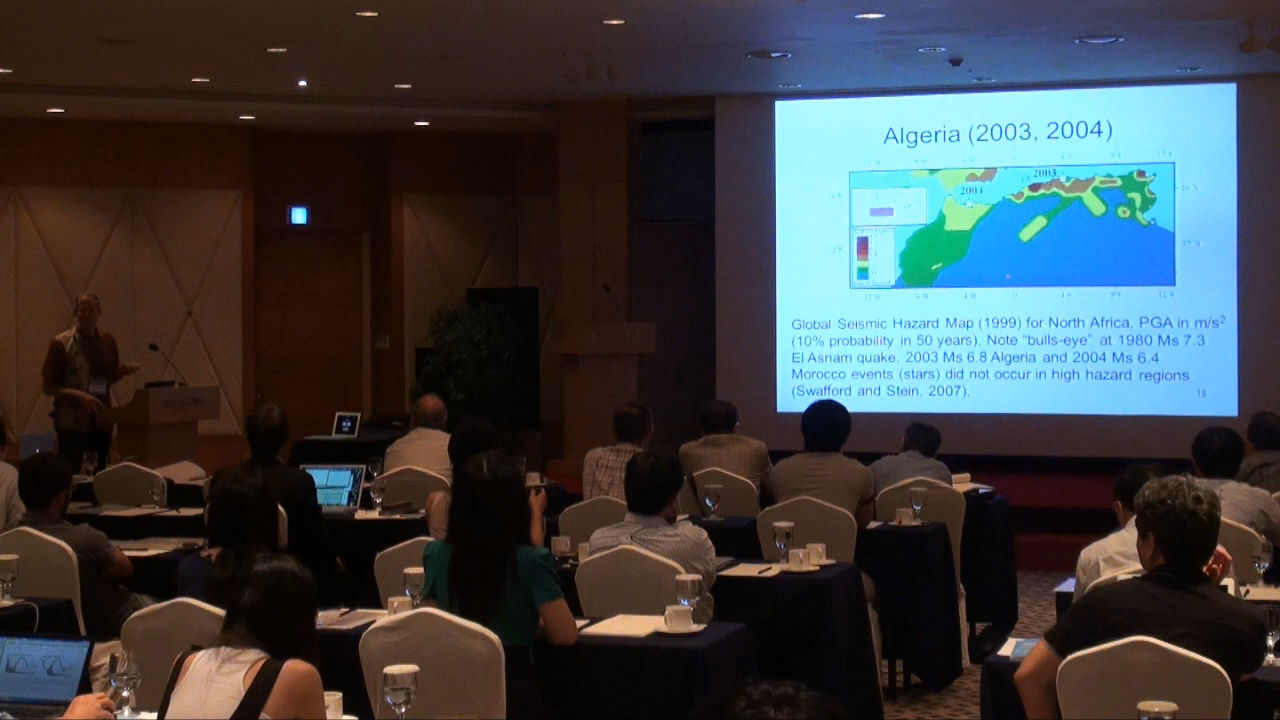 Algeria (2003, 2004)
2003
2004
Global Seismic Hazard Map (1999) for North Africa, PGA in m/s²
(10% probability in 50 years). Note "bulls-eye" at 1980 Ms 7.3
El Asnam quake. 2003 Ms 6.8 Algeria and 2004 Ms 6.4
Morocco events (stars) did not occur in high hazard regions
(Swafford and Stein, 2007).